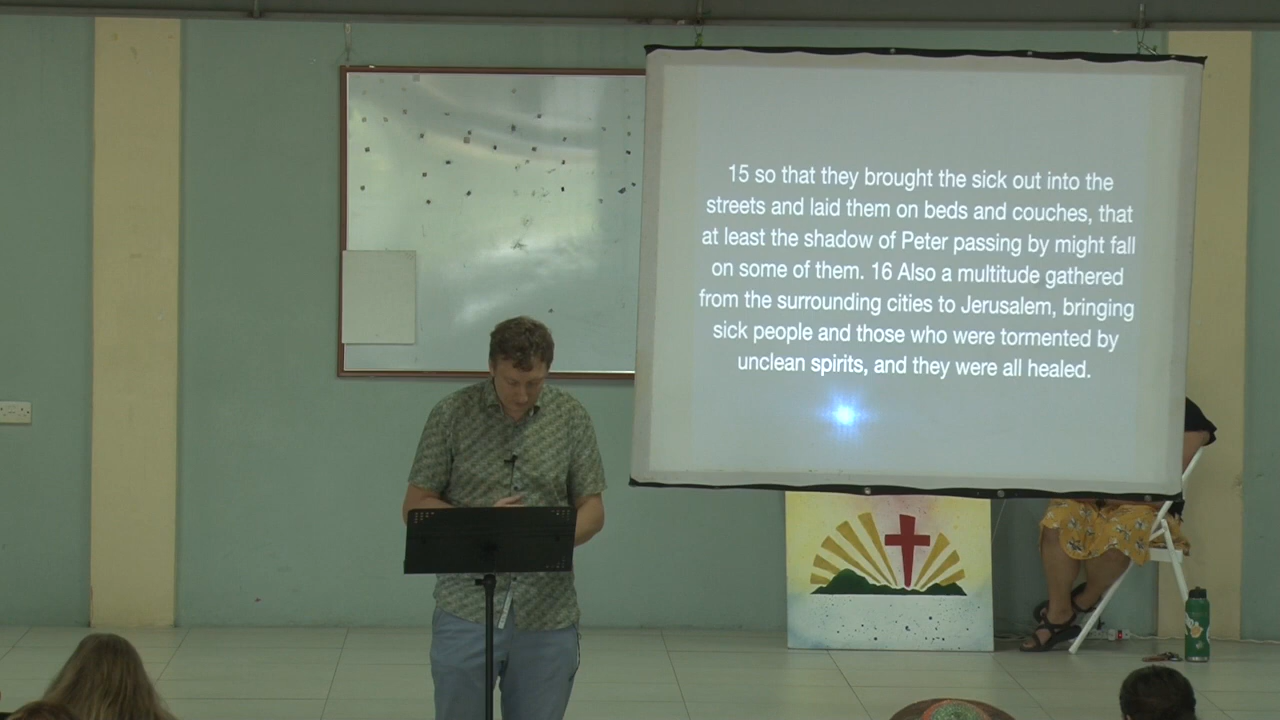 15 so that they brought the sick out into the
streets and laid them on beds and couches, that
at least the shadow of Peter passing by might fall
on some of them. 16 Also a multitude gathered
from the surrounding cities to Jerusalem, bringing
sick people and those who were tormented by
unclean spirits, and they were all healed.